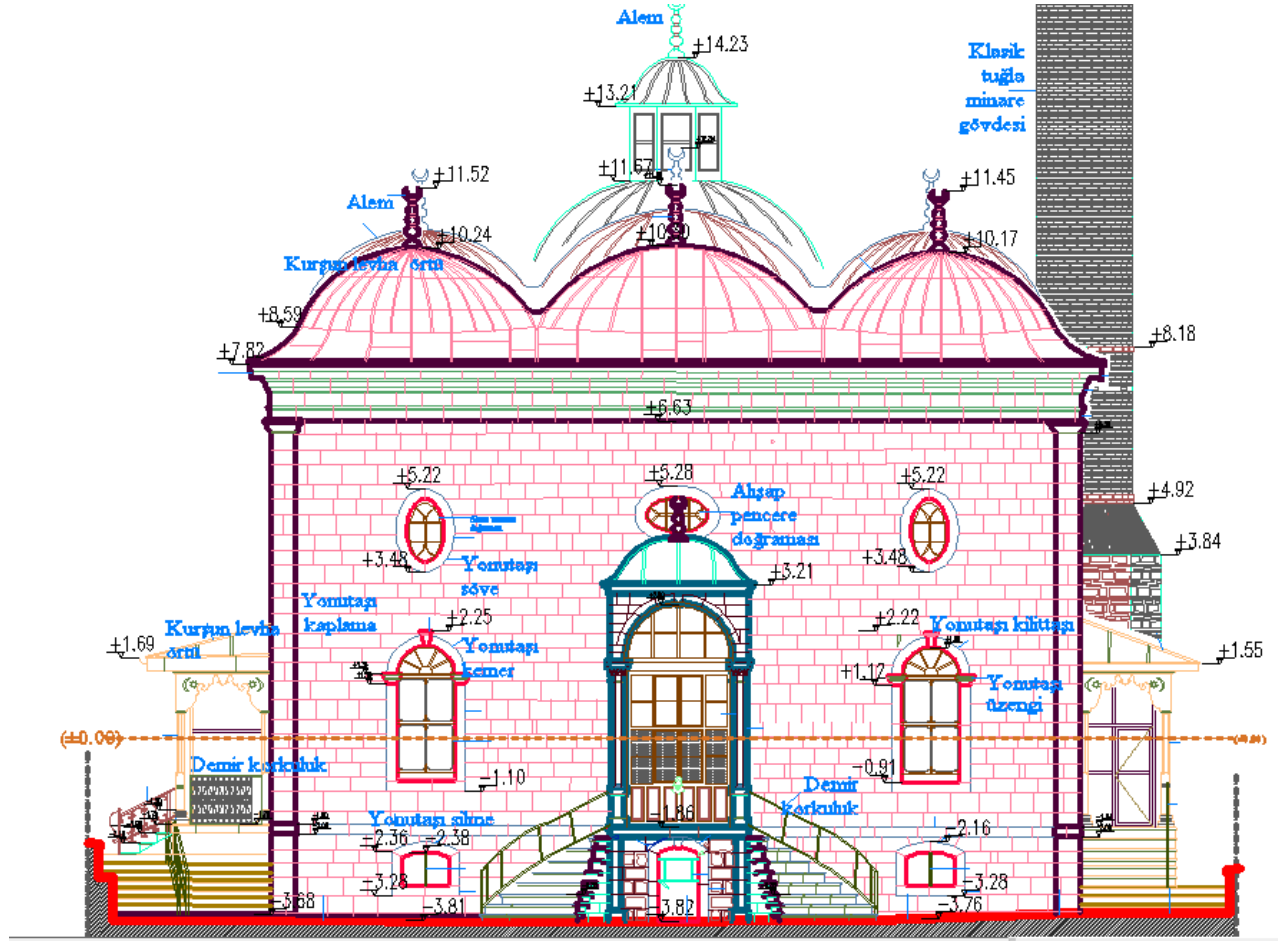 Alem
+14.23
Klasik
tuğla
minare
gövdesi
+13.21
+11.67
+11.52
+11.45
Alem
+10.24
+10.17
Kurşun levha örtü
+8.59
+8.18
+7.82
+6.63
+5.22
+5.28
+5.22
Ahşap
pencere
doğraması
+4.92
+3.84
+3.48
+3.48
Yonutaşı
söve
+3.21
Yonutaşı
kaplama
+2.25
+2.22
Yonutaşı kilittaşı
Kurşun levha
örtü
+1.69
Yonutaşı
kemer
+1.55
+1.12
Yonutaşı
üzengi
(±0.00)
Demir korkuluk
-1.10
-0.91
Demir
korkuluk
Yonutaşı silme
-1.86
-2.36
-2.38
-2.16
-3.28
-3.28
-3.68
-3.81
-3.82
-3.76